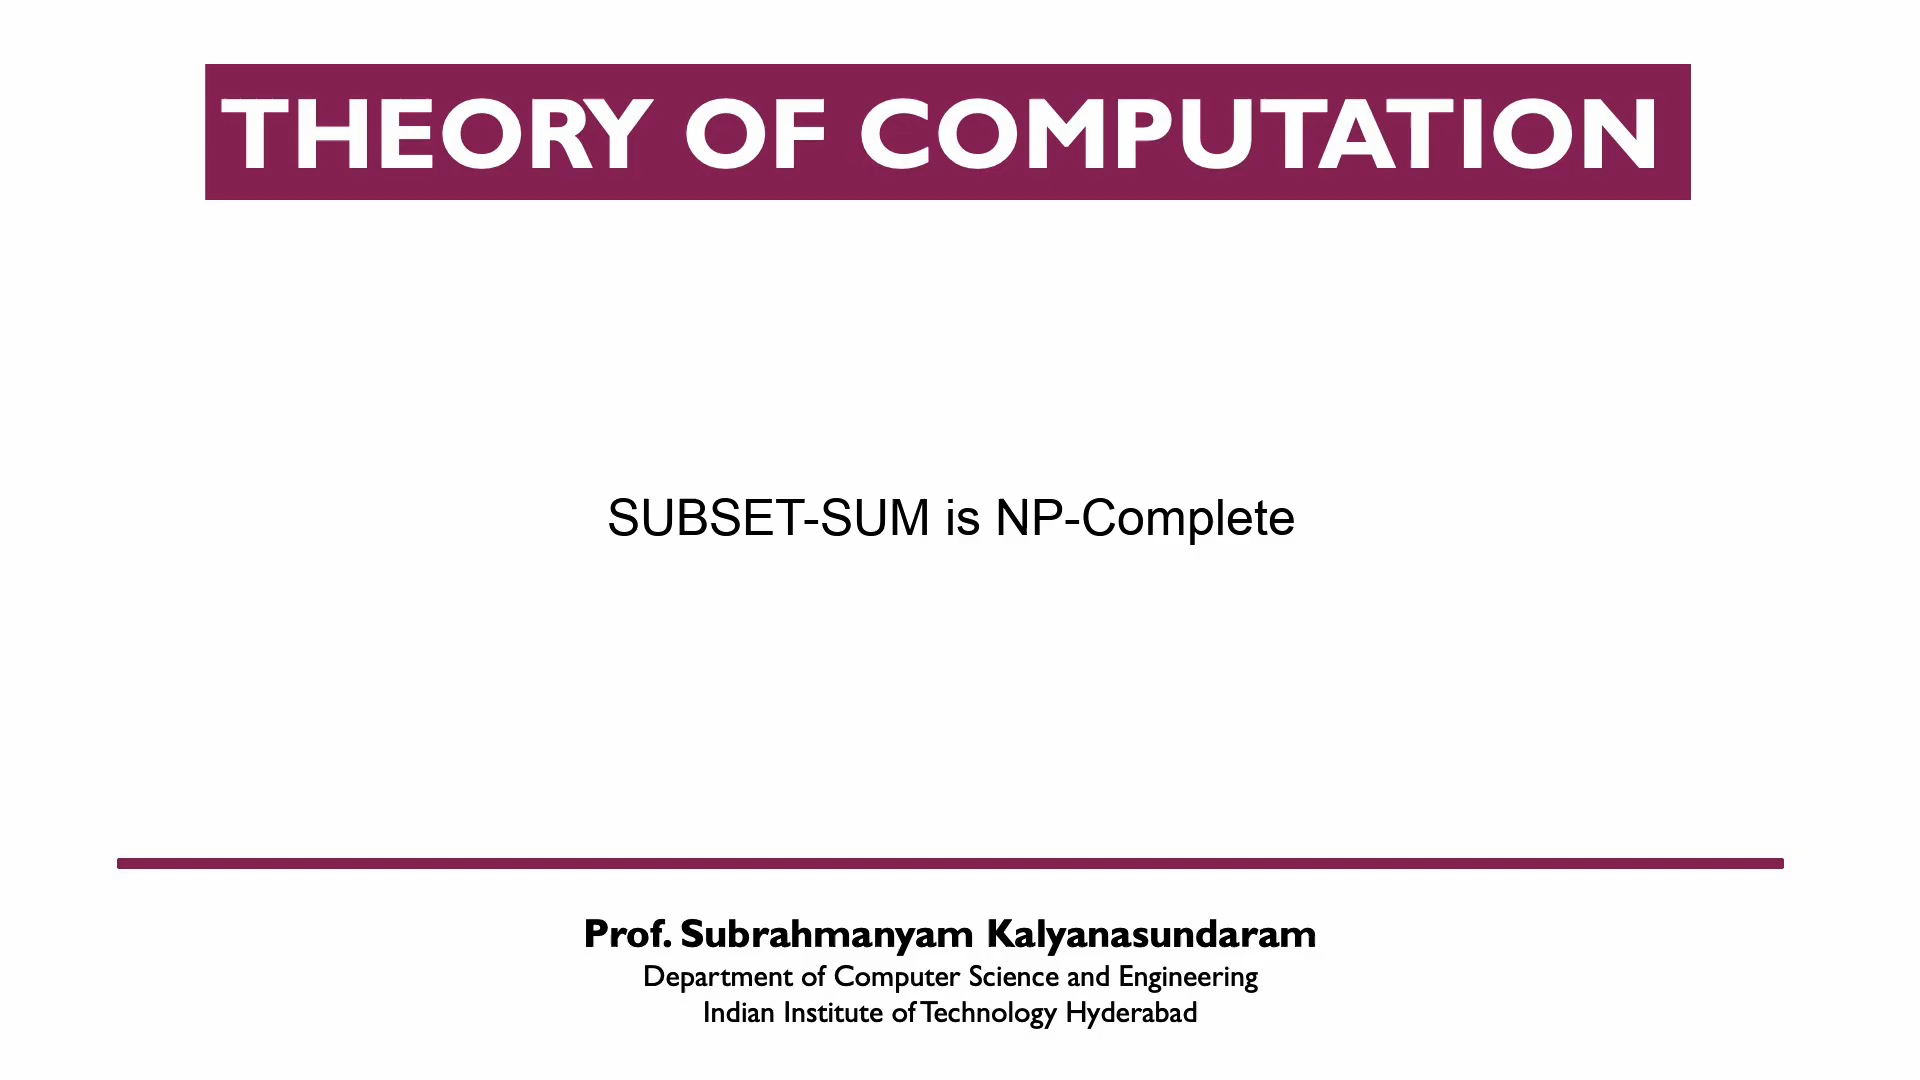 THEORY OF COMPUTATION
SUBSET-SUM is NP-Complete
Prof. Subrahmanyam Kalyanasundaram
Department of Computer Science and Engineering
Indian Institute of Technology Hyderabad